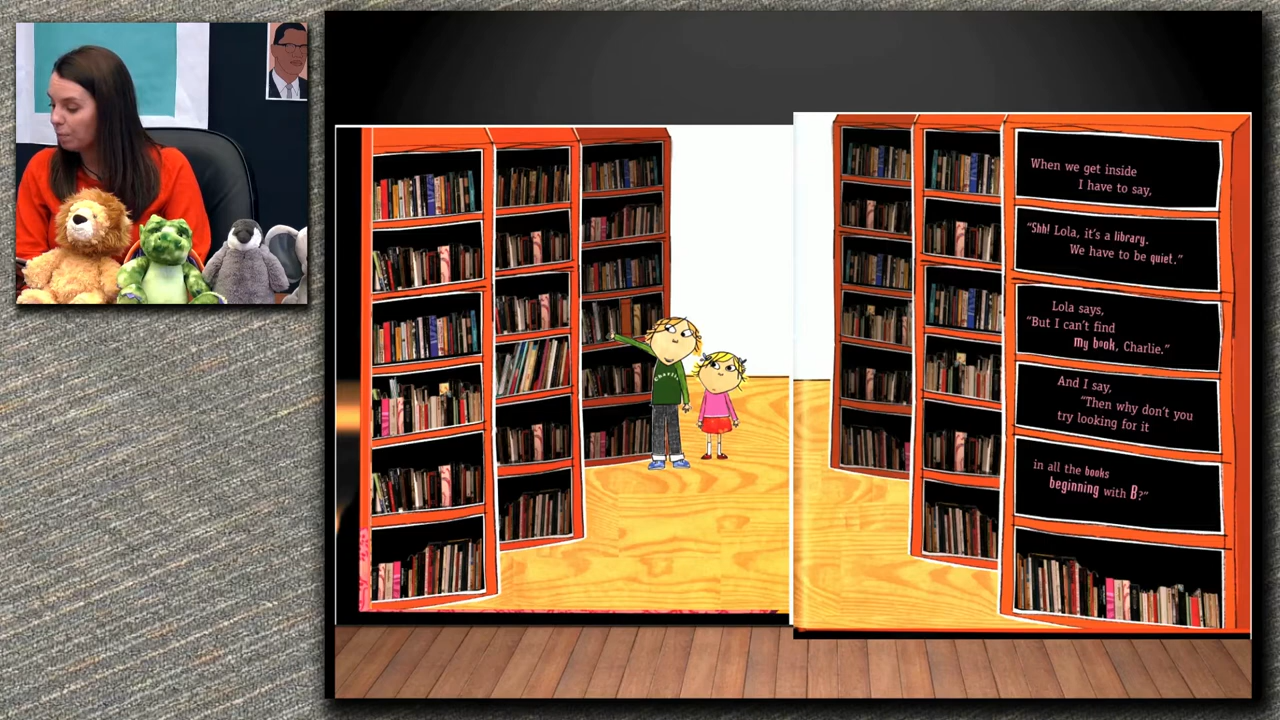 When we get inside
I have to say,
"Shh! Lola, it's a library.
We have to be quiet."
Lola says,
"But I can't find
my book, Charlie."
And I say,
"Then why don't you
try looking for it
in all the books
beginning with B?"